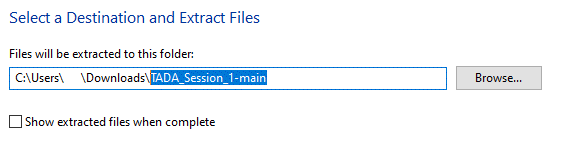 Select a Destination and Extract Files
Files will be extracted to this folder:
C:\Users\ \Downloads\TADA_Session_1-main
Browse...
Show extracted files when complete